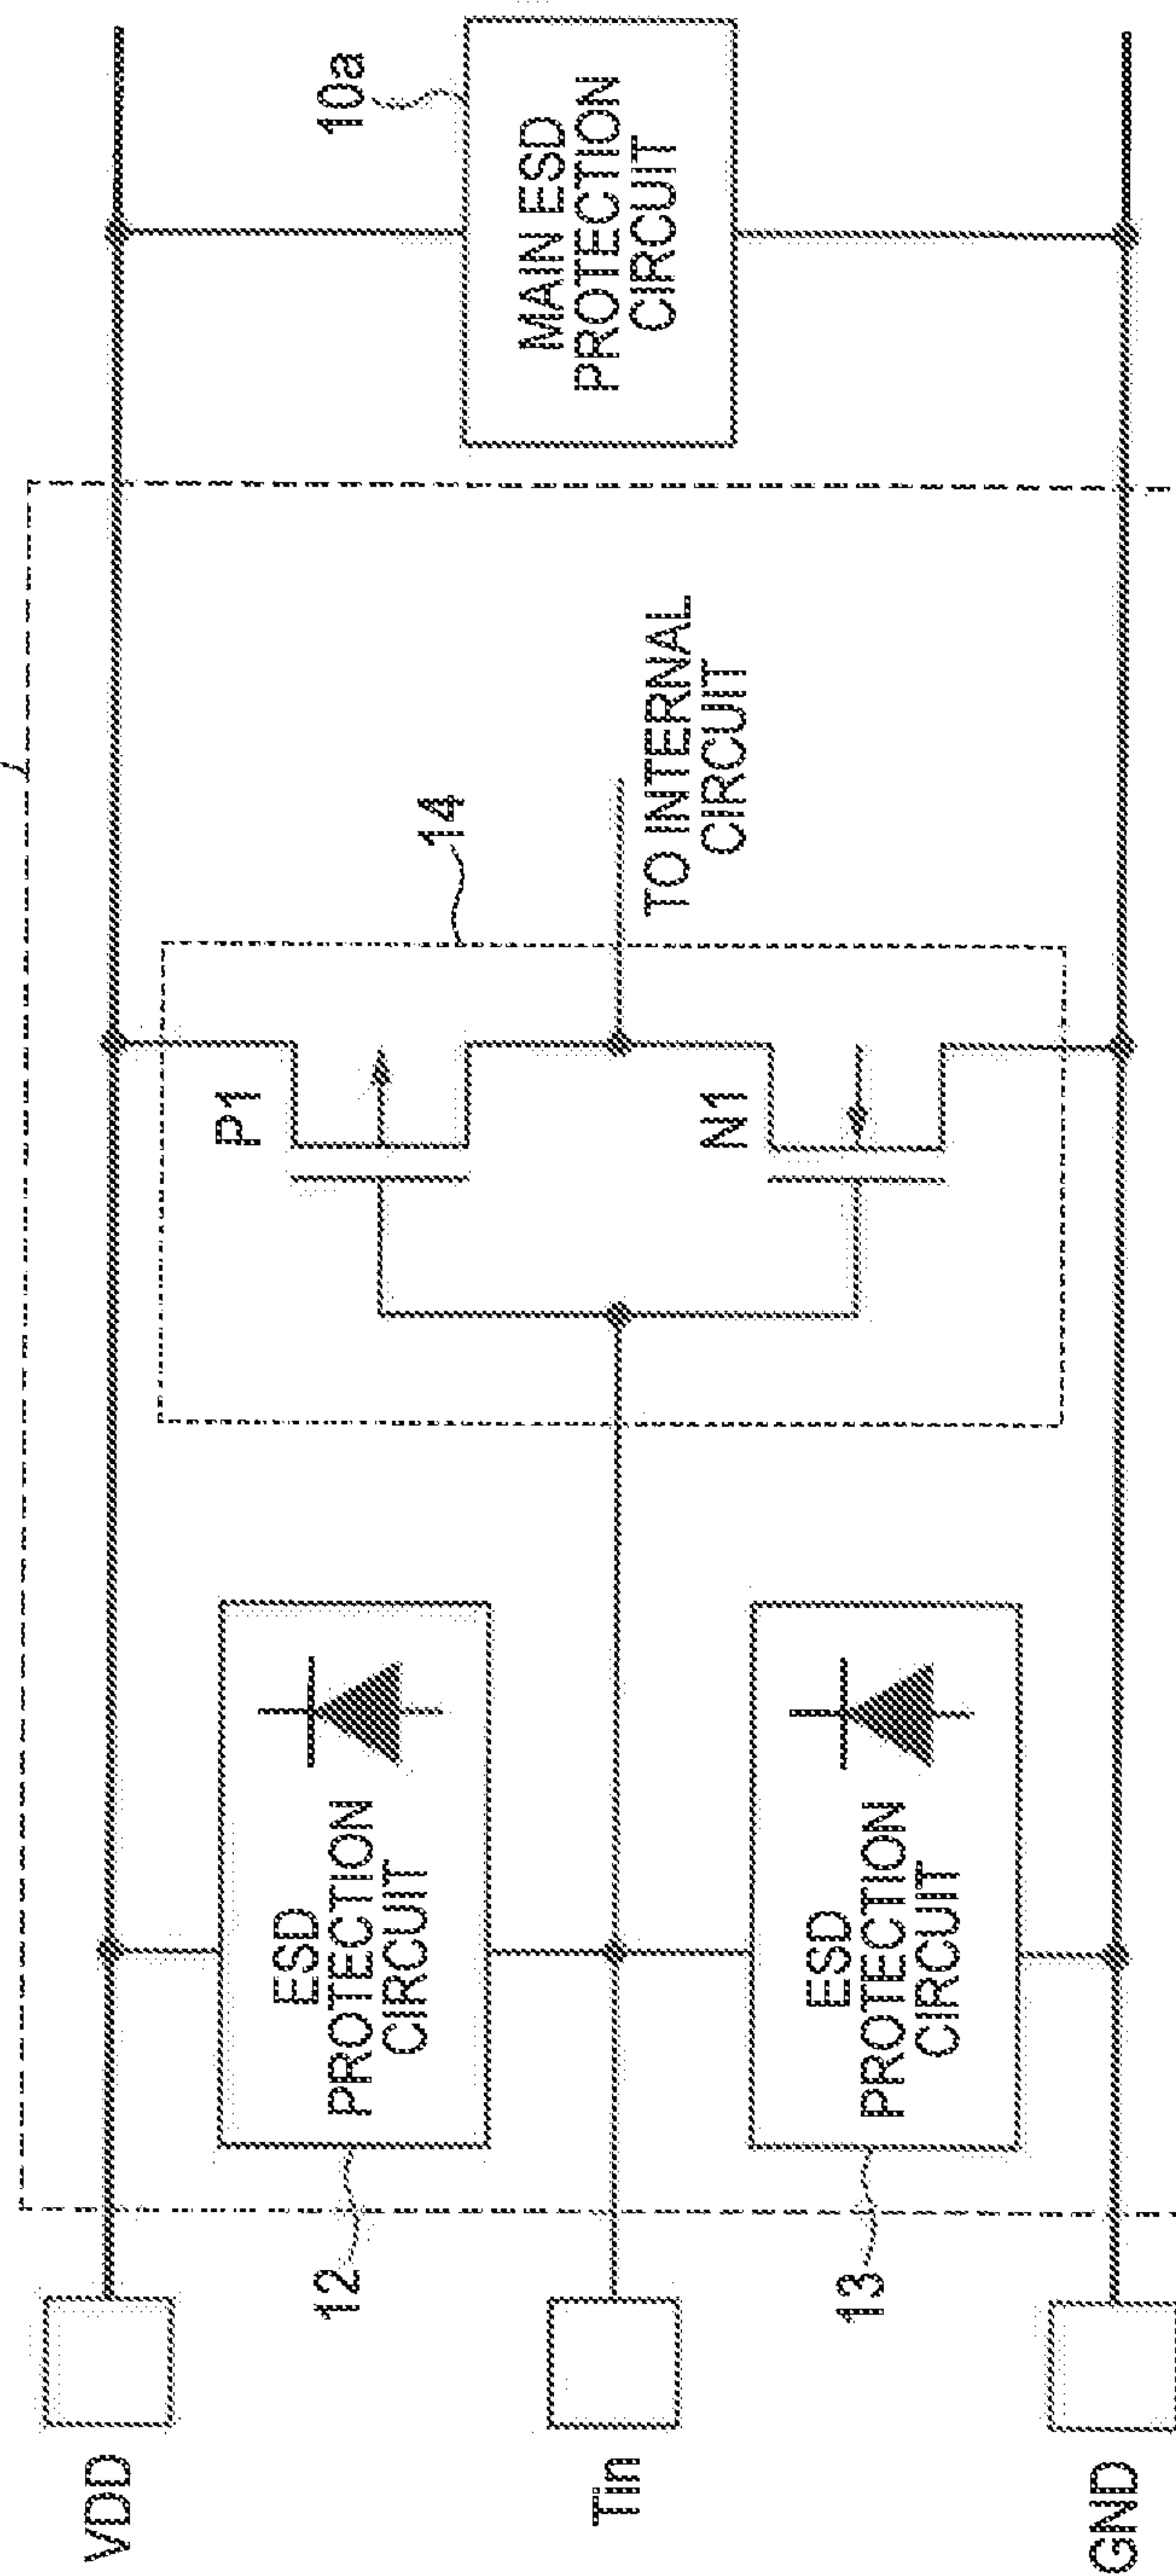 VDD
Tin
GND
12
ESD
PROTECTION
CIRCUIT
13
ESD
PROTECTION
CIRCUIT
P1
N1
14
TO INTERNAL
CIRCUIT
10a
MAIN ESD
PROTECTION
CIRCUIT